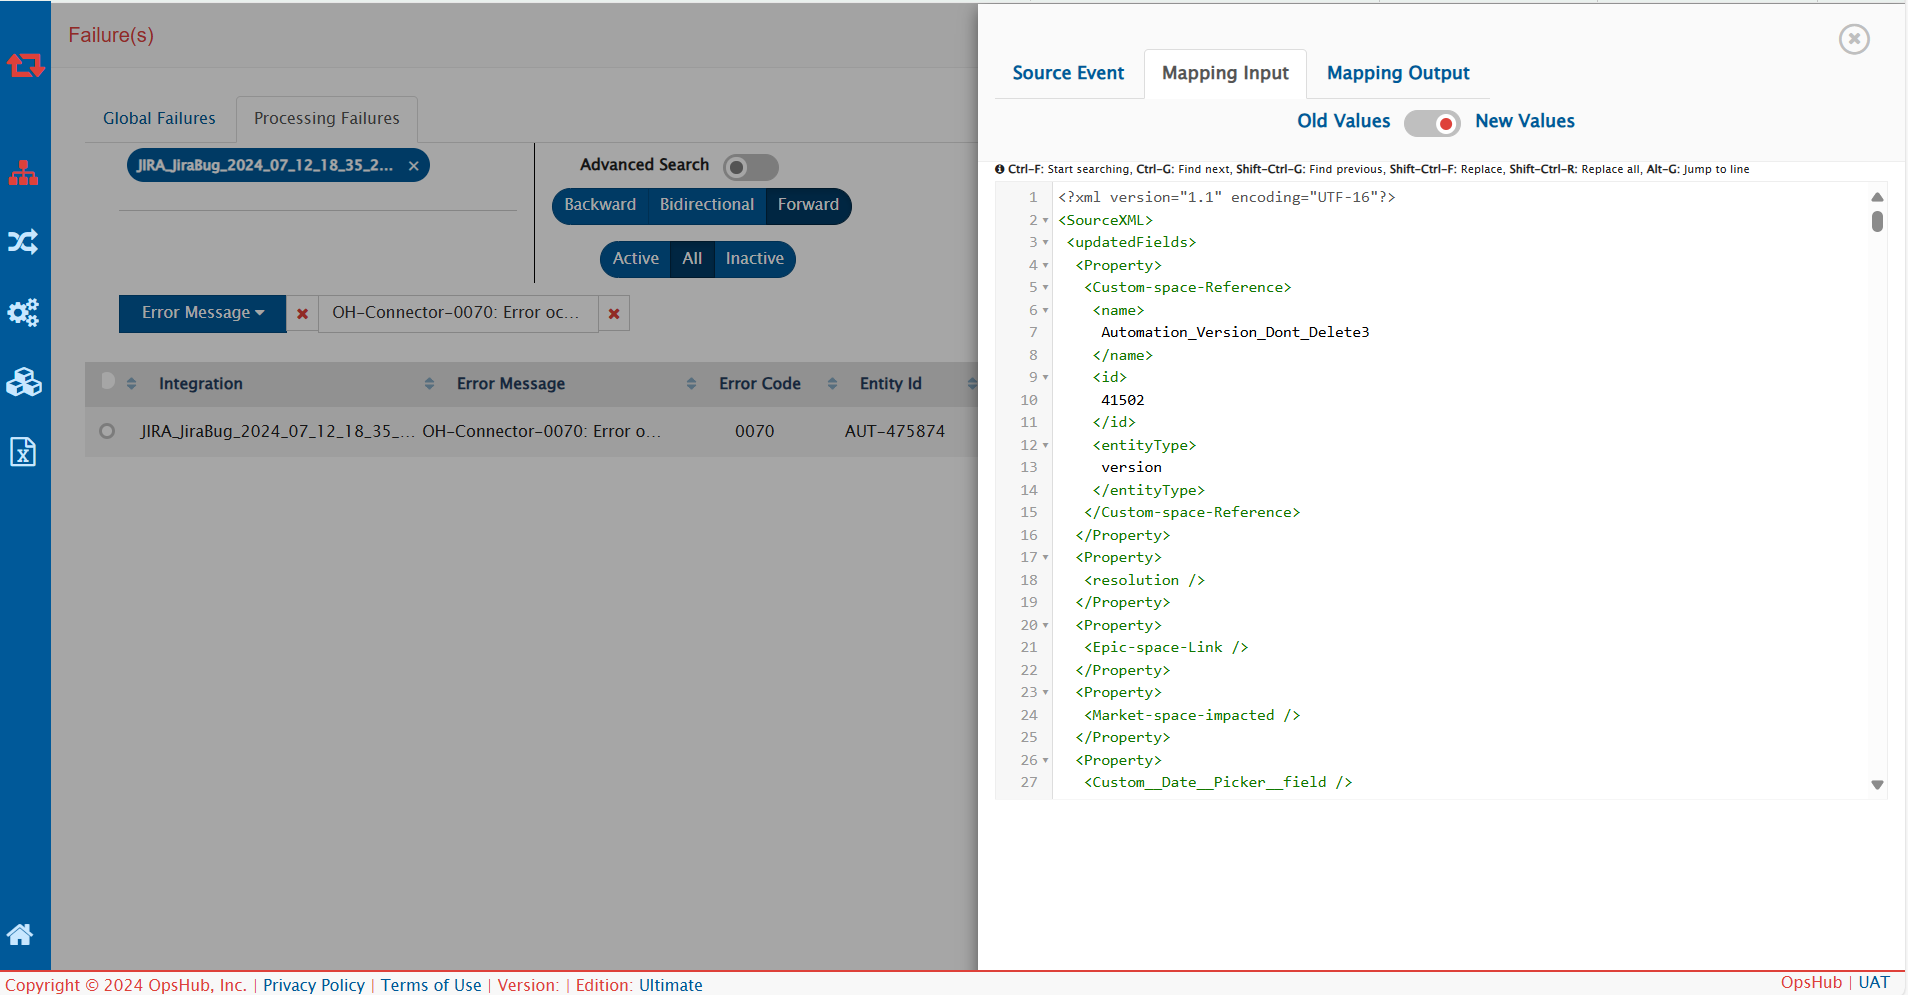 Failure(s)
Global Failures
Processing Failures
JIRA_JiraBug_2024_07_12_18_35_2... ×
Advanced Search
Backward Bidirectional Forward
Active All Inactive
Error Message
OH-Connector-0070: Error oc...
Integration Error Message Error Code Entity Id
JIRA_JiraBug_2024_07_12_18_35_... OH-Connector-0070: Error o... 0070 AUT-475874
Source Event Mapping Input Mapping Output
Old Values New Values
Ctrl-F: Start searching, Ctrl-G: Find next, Shift-Ctrl-G: Find previous, Shift-Ctrl-F: Replace, Shift-Ctrl-R: Replace all, Alt-G: Jump to line
1 <?xml version="1.1" encoding="UTF-16"?>
2 <SourceXML>
3 <updatedFields>
4 <Property>
5 <Custom-space-Reference>
6 <name>
7 Automation_Version_Dont_Delete3
8 </name>
9 <id>
10 41502
11 </id>
12 <entityType>
13 version
14 </entityType>
15 </Custom-space-Reference>
16 </Property>
17 <Property>
18 <resolution />
19 </Property>
20 <Property>
21 <Epic-space-Link />
22 </Property>
23 <Property>
24 <Market-space-impacted />
25 </Property>
26 <Property>
27 <Custom__Date__Picker__field />
Copyright © 2024 OpsHub, Inc. | Privacy Policy | Terms of Use | Version: | Edition: Ultimate
OpsHub | UAT